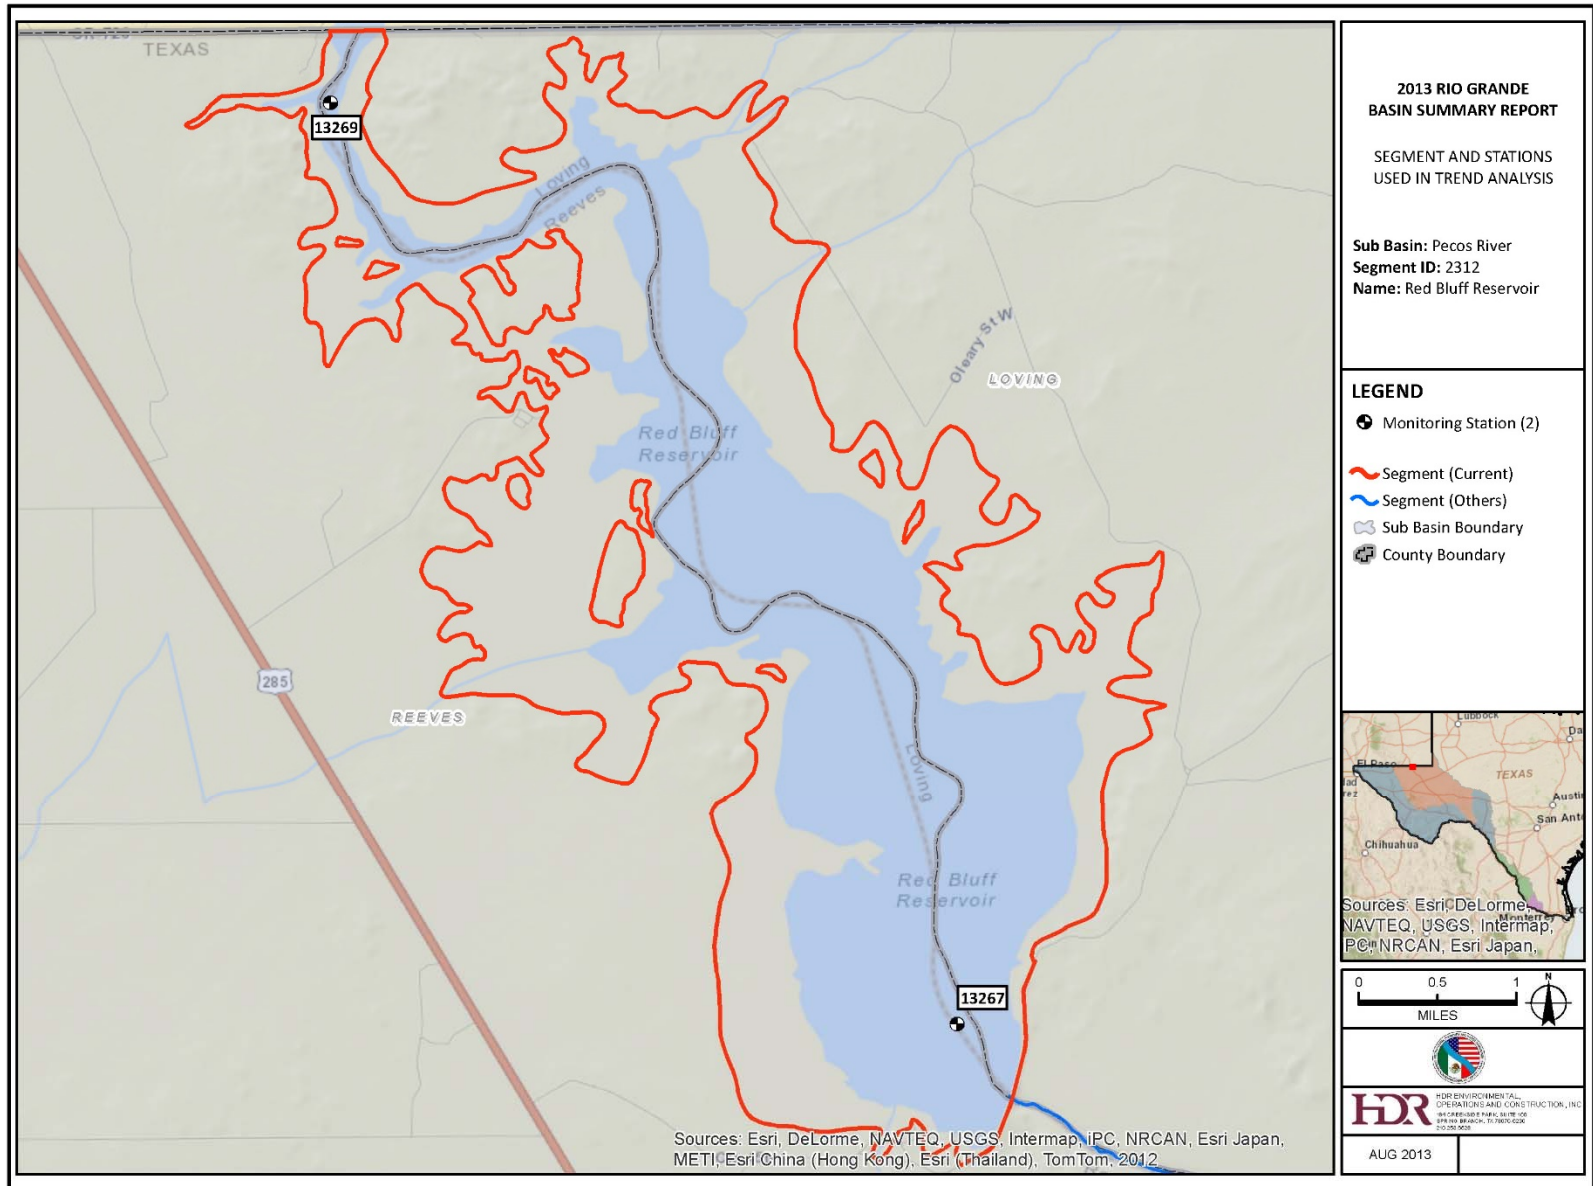 TEXAS
13269
Loving
Reeves
Oleary St W
LOVING
Red Bluff
Reservoir
285
REEVES
Loving
Red Bluff
Reservoir
13267
Sources: Esri, DeLorme, NAVTEQ, USGS, Intermap, iPC, NRCAN, Esri Japan,
METI, Esri China (Hong Kong), Esri (Thailand), TomTom, 2012
2013 RIO GRANDE
BASIN SUMMARY REPORT
SEGMENT AND STATIONS
USED IN TREND ANALYSIS
Sub Basin: Pecos River
Segment ID: 2312
Name: Red Bluff Reservoir
LEGEND
Monitoring Station (2)
Segment (Current)
Segment (Others)
Sub Basin Boundary
County Boundary
Lubbock
El Paso
TEXAS
Austin
San Anto
Chihuahua
Monterrey
Sources: Esri, DeLorme,
NAVTEQ, USGS, Intermap,
iPC, NRCAN, Esri Japan,
0 0.5 1
MILES
N
HDR
HDR ENVIRONMENTAL,
OPERATIONS AND CONSTRUCTION, INC
AUG 2013